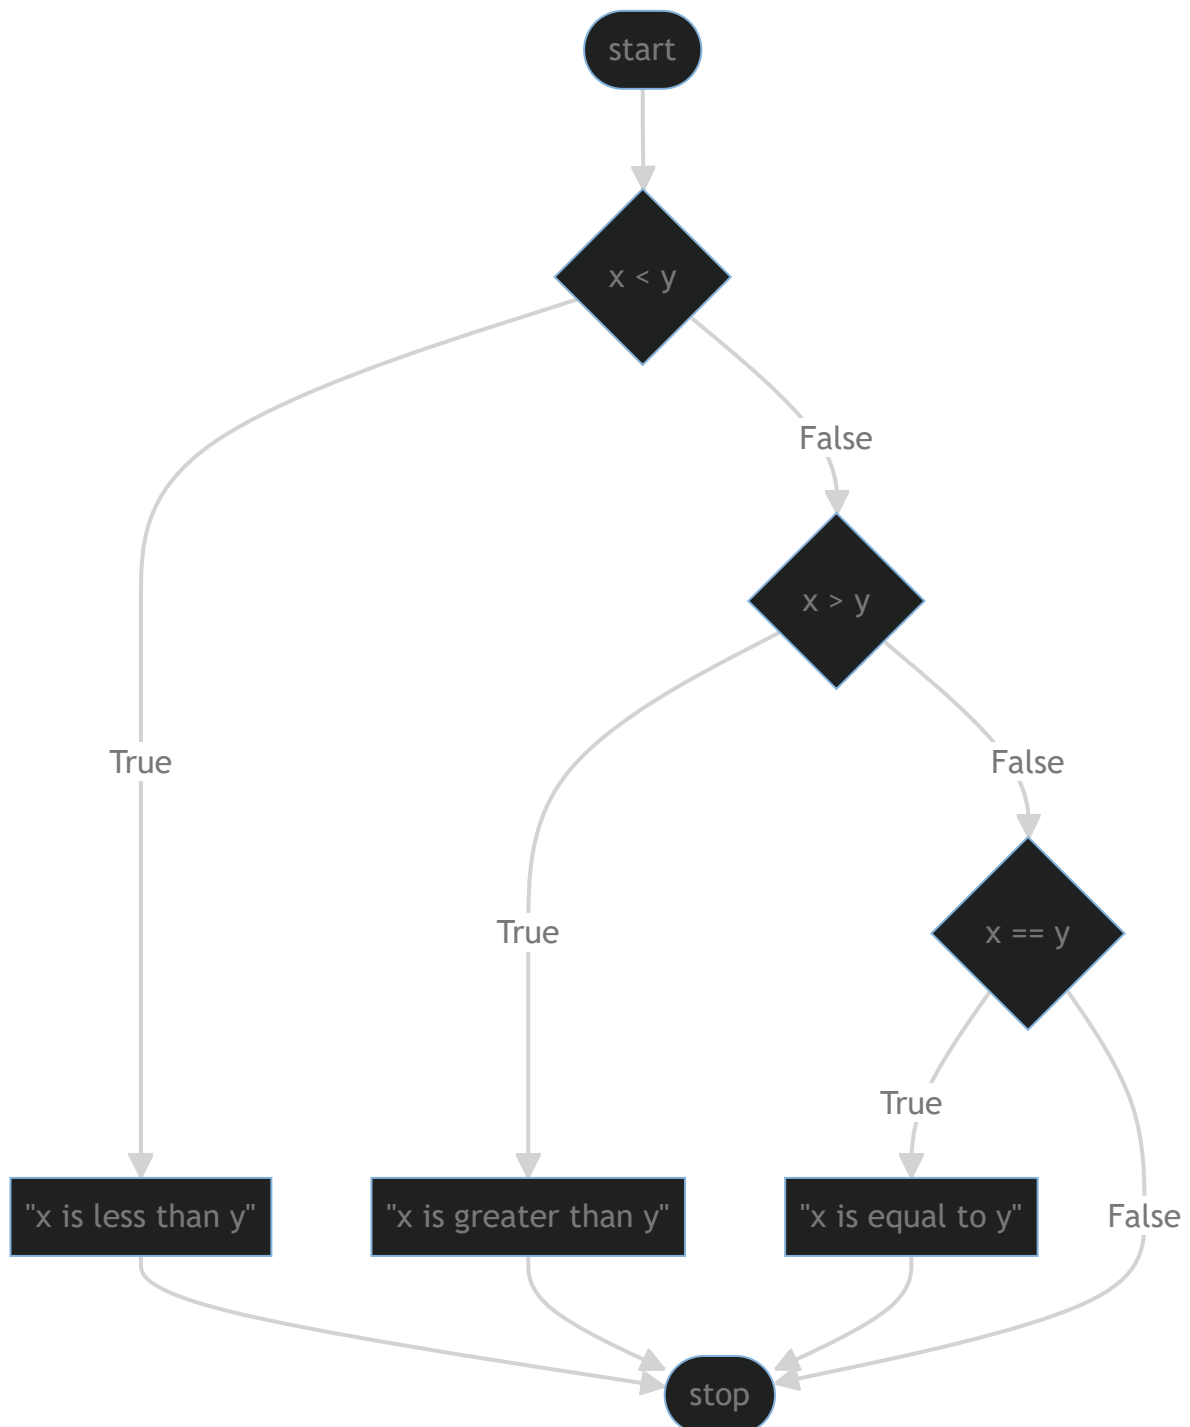 start
x < y
False
x > y
True
False
True
x == y
True
"x is less than y"
"x is greater than y"
"x is equal to y"
False
stop